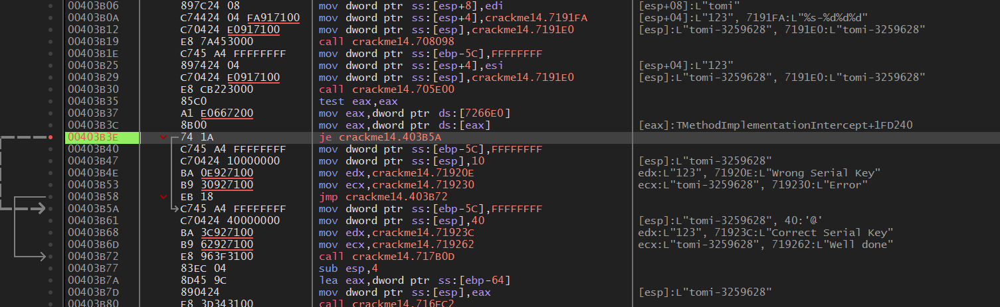 00403B06 897C24 08 mov dword ptr ss:[esp+8],edi [esp+08]:L"tomi"
00403B0A C74424 04 FA917100 mov dword ptr ss:[esp+4],crackme14.7191FA [esp+04]:L"123", 7191FA:L"%s-%d%d%d"
00403B12 C70424 E0917100 mov dword ptr ss:[esp],crackme14.7191E0 [esp]:L"tomi-3259628", 7191E0:L"tomi-3259628"
00403B19 E8 7A453000 call crackme14.708098
00403B1E C745 A4 FFFFFFFF mov dword ptr ss:[ebp-5C],FFFFFFFF
00403B25 897424 04 mov dword ptr ss:[esp+4],esi [esp+04]:L"123"
00403B29 C70424 E0917100 mov dword ptr ss:[esp],crackme14.7191E0 [esp]:L"tomi-3259628", 7191E0:L"tomi-3259628"
00403B30 E8 CB223000 call crackme14.705E00
00403B35 85C0 test eax,eax
00403B37 A1 E0667200 mov eax,dword ptr ds:[7266E0]
00403B3C 8B00 mov eax,dword ptr ds:[eax] [eax]:TMethodImplementationIntercept+1FD240
00403B3E 74 1A je crackme14.403B5A
00403B40 C745 A4 FFFFFFFF mov dword ptr ss:[ebp-5C],FFFFFFFF
00403B47 C70424 10000000 mov dword ptr ss:[esp],10 [esp]:L"tomi-3259628"
00403B4E BA 0E927100 mov edx,crackme14.71920E edx:L"123", 71920E:L"Wrong Serial Key"
00403B53 B9 30927100 mov ecx,crackme14.719230 ecx:L"tomi-3259628", 719230:L"Error"
00403B58 EB 18 jmp crackme14.403B72
00403B5A C745 A4 FFFFFFFF mov dword ptr ss:[ebp-5C],FFFFFFFF
00403B61 C70424 40000000 mov dword ptr ss:[esp],40 [esp]:L"tomi-3259628", 40:'@'
00403B68 BA 3C927100 mov edx,crackme14.71923C edx:L"123", 71923C:L"Correct Serial Key"
00403B6D B9 62927100 mov ecx,crackme14.719262 ecx:L"tomi-3259628", 719262:L"Well done"
00403B72 E8 963F3100 call crackme14.717B0D
00403B77 83EC 04 sub esp,4
00403B7A 8D45 9C lea eax,dword ptr ss:[ebp-64]
00403B7D 890424 mov dword ptr ss:[esp],eax [esp]:L"tomi-3259628"
00403B80 E8 3D343100 call crackme14.716FC2